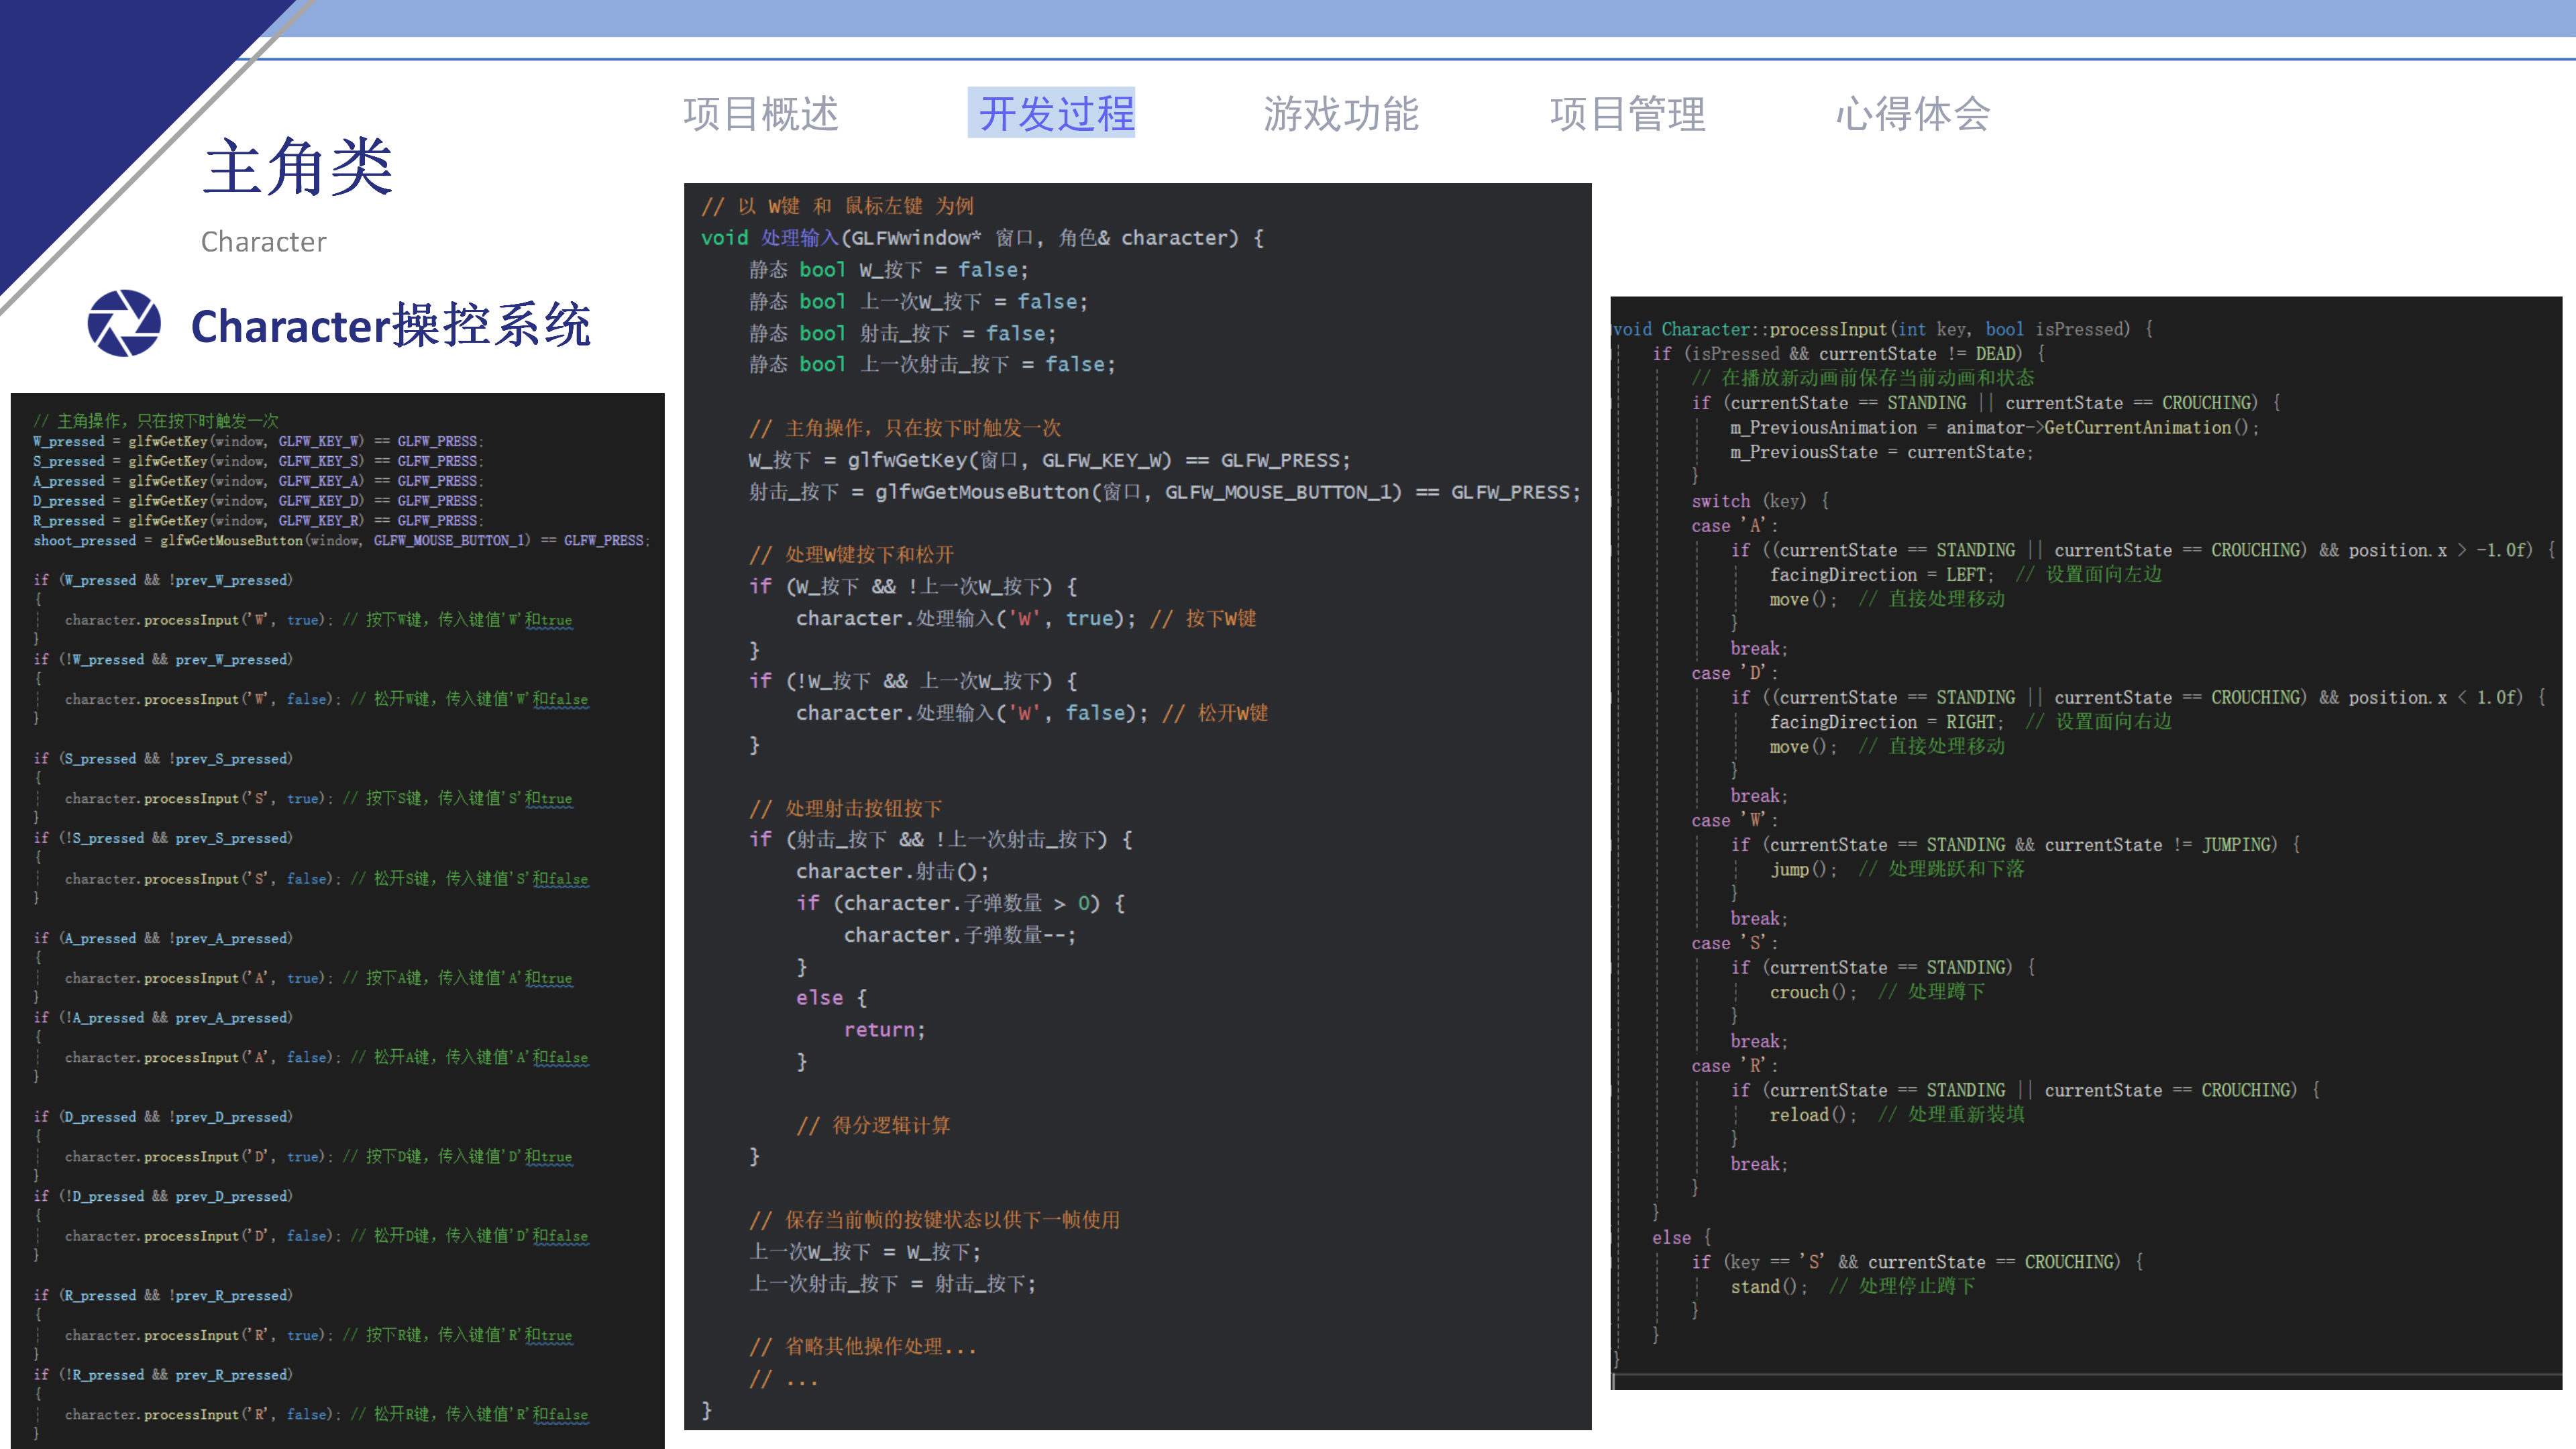 项目概述 开发过程 游戏功能 项目管理 心得体会
主角类
Character
Character操控系统
// 主角操作，只在按下时触发一次
W_pressed = glfwGetKey(window, GLFW_KEY_W) == GLFW_PRESS;
S_pressed = glfwGetKey(window, GLFW_KEY_S) == GLFW_PRESS;
A_pressed = glfwGetKey(window, GLFW_KEY_A) == GLFW_PRESS;
D_pressed = glfwGetKey(window, GLFW_KEY_D) == GLFW_PRESS;
R_pressed = glfwGetKey(window, GLFW_KEY_R) == GLFW_PRESS;
shoot_pressed = glfwGetMouseButton(window, GLFW_MOUSE_BUTTON_1) == GLFW_PRESS;
if (W_pressed && !prev_W_pressed)
{
character.processInput('W', true); // 按下W键，传入键值'W'和true
}
if (!W_pressed && prev_W_pressed)
{
character.processInput('W', false); // 松开W键，传入键值'W'和false
}
if (S_pressed && !prev_S_pressed)
{
character.processInput('S', true); // 按下S键，传入键值'S'和true
}
if (!S_pressed && prev_S_pressed)
{
character.processInput('S', false); // 松开S键，传入键值'S'和false
}
if (A_pressed && !prev_A_pressed)
{
character.processInput('A', true); // 按下A键，传入键值'A'和true
}
if (!A_pressed && prev_A_pressed)
{
character.processInput('A', false); // 松开A键，传入键值'A'和false
}
if (D_pressed && !prev_D_pressed)
{
character.processInput('D', true); // 按下D键，传入键值'D'和true
}
if (!D_pressed && prev_D_pressed)
{
character.processInput('D', false); // 松开D键，传入键值'D'和false
}
if (R_pressed && !prev_R_pressed)
{
character.processInput('R', true); // 按下R键，传入键值'R'和true
}
if (!R_pressed && prev_R_pressed)
{
character.processInput('R', false); // 松开R键，传入键值'R'和false
}
// 以 W键 和 鼠标左键 为例
void 处理输入(GLFWwindow* 窗口, 角色& character) {
静态 bool W_按下 = false;
静态 bool 上一次W_按下 = false;
静态 bool 射击_按下 = false;
静态 bool 上一次射击_按下 = false;
// 主角操作，只在按下时触发一次
W_按下 = glfwGetKey(窗口, GLFW_KEY_W) == GLFW_PRESS;
射击_按下 = glfwGetMouseButton(窗口, GLFW_MOUSE_BUTTON_1) == GLFW_PRESS;
// 处理W键按下和松开
if (W_按下 && !上一次W_按下) {
character.处理输入('W', true); // 按下W键
}
if (!W_按下 && 上一次W_按下) {
character.处理输入('W', false); // 松开W键
}
// 处理射击按钮按下
if (射击_按下 && !上一次射击_按下) {
character.射击();
if (character.子弹数量 > 0) {
character.子弹数量--;
}
else {
return;
}
// 得分逻辑计算
}
// 保存当前帧的按键状态以供下一帧使用
上一次W_按下 = W_按下;
上一次射击_按下 = 射击_按下;
// 省略其他操作处理...
// ...
}
void Character::processInput(int key, bool isPressed) {
if (isPressed && currentState != DEAD) {
// 在播放新动画前保存当前动画和状态
if (currentState == STANDING || currentState == CROUCHING) {
m_PreviousAnimation = animator->GetCurrentAnimation();
m_PreviousState = currentState;
}
switch (key) {
case 'A':
if ((currentState == STANDING || currentState == CROUCHING) && position.x > -1.0f) {
facingDirection = LEFT; // 设置面向左边
move(); // 直接处理移动
}
break;
case 'D':
if ((currentState == STANDING || currentState == CROUCHING) && position.x < 1.0f) {
facingDirection = RIGHT; // 设置面向右边
move(); // 直接处理移动
}
break;
case 'W':
if (currentState == STANDING && currentState != JUMPING) {
jump(); // 处理跳跃和下落
}
break;
case 'S':
if (currentState == STANDING) {
crouch(); // 处理蹲下
}
break;
case 'R':
if (currentState == STANDING || currentState == CROUCHING) {
reload(); // 处理重新装填
}
break;
}
}
else {
if (key == 'S' && currentState == CROUCHING) {
stand(); // 处理停止蹲下
}
}
}